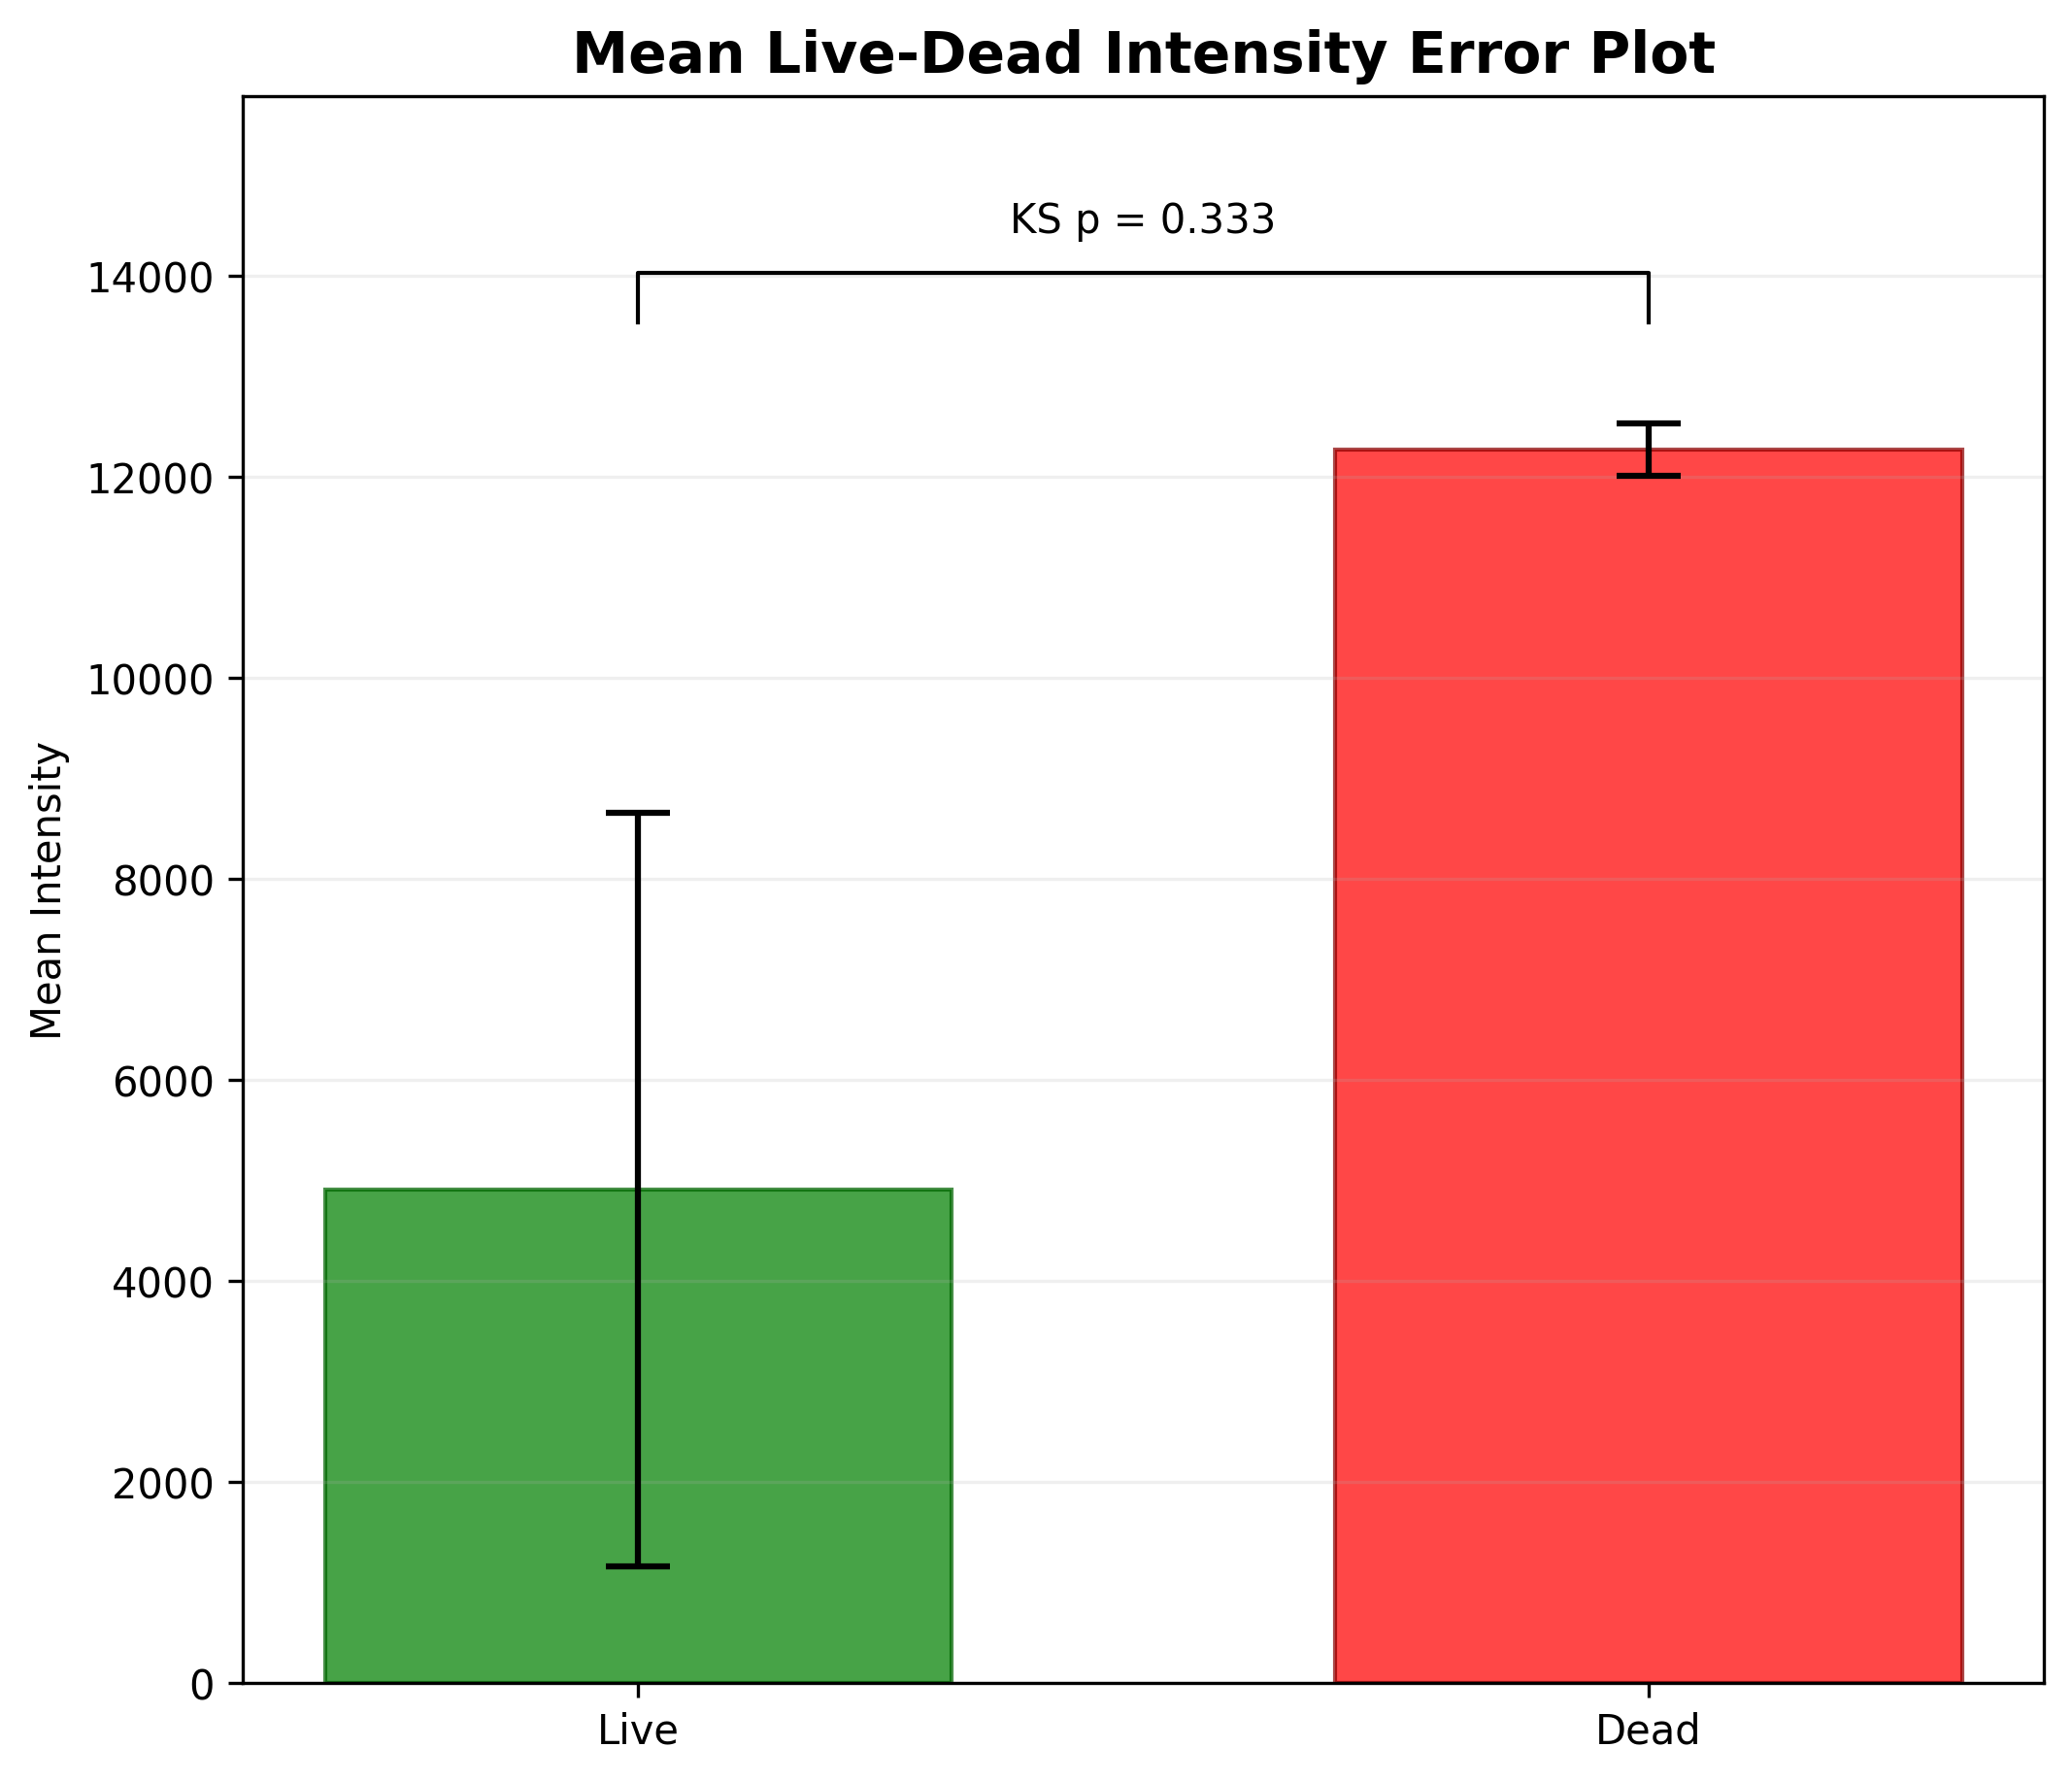 Mean Live-Dead Intensity Error Plot
KS p = 0.333
14000
12000
10000
8000
6000
4000
2000
0
Mean Intensity
Live
Dead